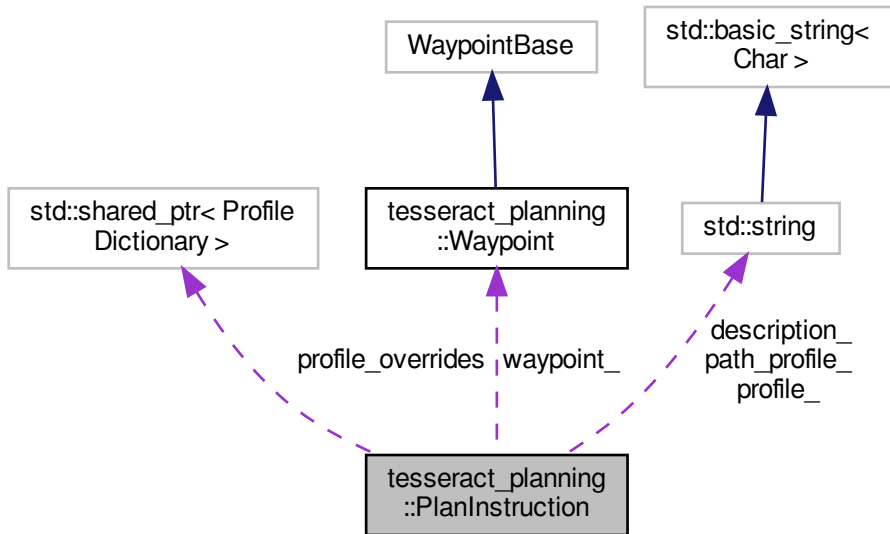 WaypointBase
std::basic_string<
Char >
std::shared_ptr< Profile
Dictionary >
tesseract_planning
::Waypoint
std::string
profile_overrides
waypoint_
description_
path_profile_
profile_
tesseract_planning
::PlanInstruction